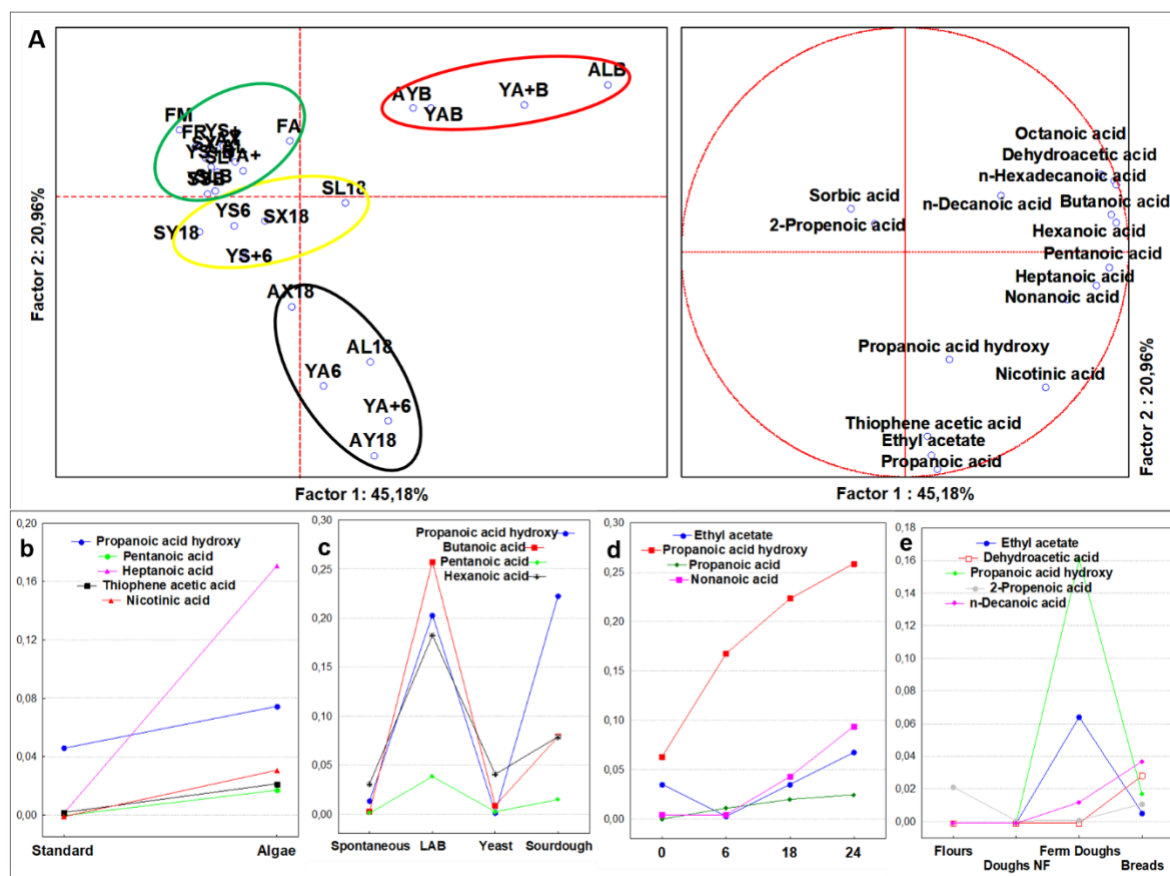 A
FM
FA
AYB
YAB
YA+B
ALB
SL18
YS6
SX18
SY18
YS+6
AX18
AL18
YA6
YA+6
AY18
Factor 2: 20,96%
Factor 1: 45,18%
Octanoic acid
Dehydroacetic acid
n-Hexadecanoic acid
Sorbic acid
n-Decanoic acid
Butanoic acid
2-Propenoic acid
Hexanoic acid
Pentanoic acid
Heptanoic acid
Nonanoic acid
Propanoic acid hydroxy
Nicotinic acid
Thiophene acetic acid
Ethyl acetate
Propanoic acid
Factor 2 : 20,96%
Factor 1 : 45,18%
b
0,20
0,16
0,12
0,08
0,04
0,00
Propanoic acid hydroxy
Pentanoic acid
Heptanoic acid
Thiophene acetic acid
Nicotinic acid
Standard
Algae
c
0,30
0,25
0,20
0,15
0,10
0,05
0,00
Propanoic acid hydroxy
Butanoic acid
Pentanoic acid
Hexanoic acid
Spontaneous
LAB
Yeast
Sourdough
d
0,30
0,25
0,20
0,15
0,10
0,05
0,00
Ethyl acetate
Propanoic acid hydroxy
Propanoic acid
Nonanoic acid
0
6
18
24
e
0,18
0,16
0,14
0,12
0,10
0,08
0,06
0,04
0,02
0,00
Ethyl acetate
Dehydroacetic acid
Propanoic acid hydroxy
2-Propenoic acid
n-Decanoic acid
Flours
Doughs NF
Ferm Doughs
Breads